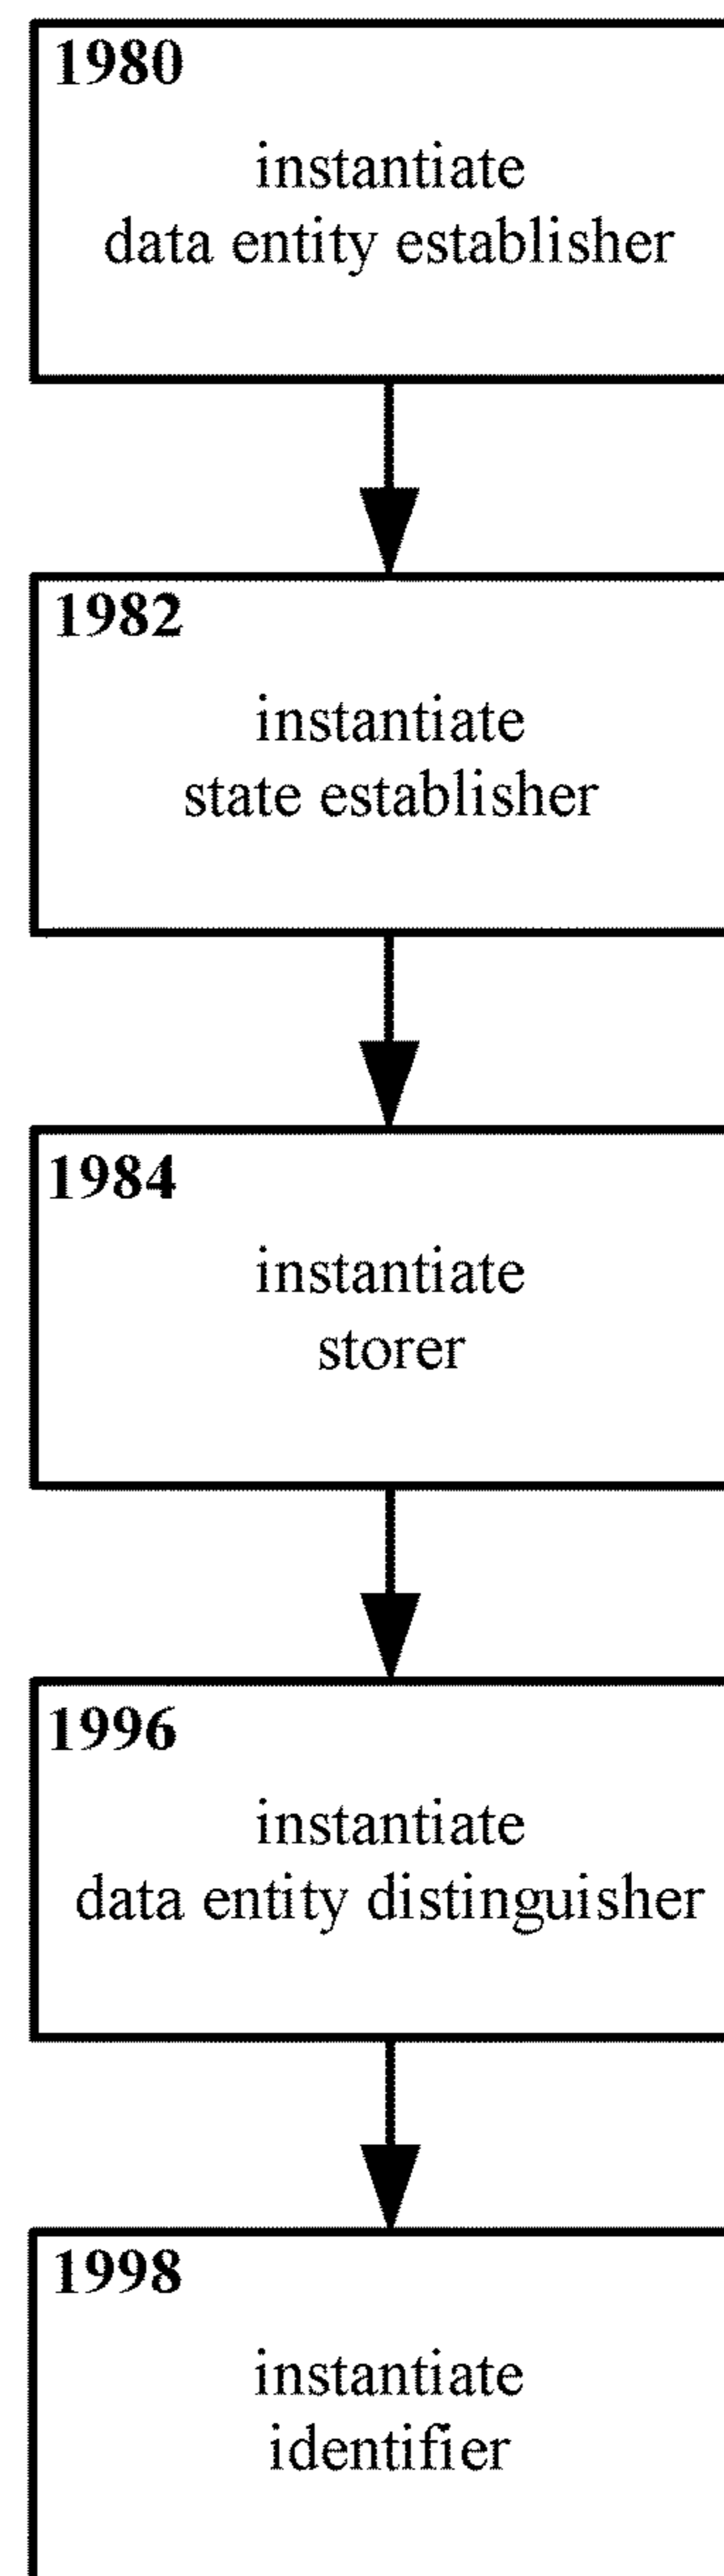 1980
instantiate
data entity establisher
1982
instantiate
state establisher
1984
instantiate
storer
1996
instantiate
data entity distinguisher
1998
instantiate
identifier